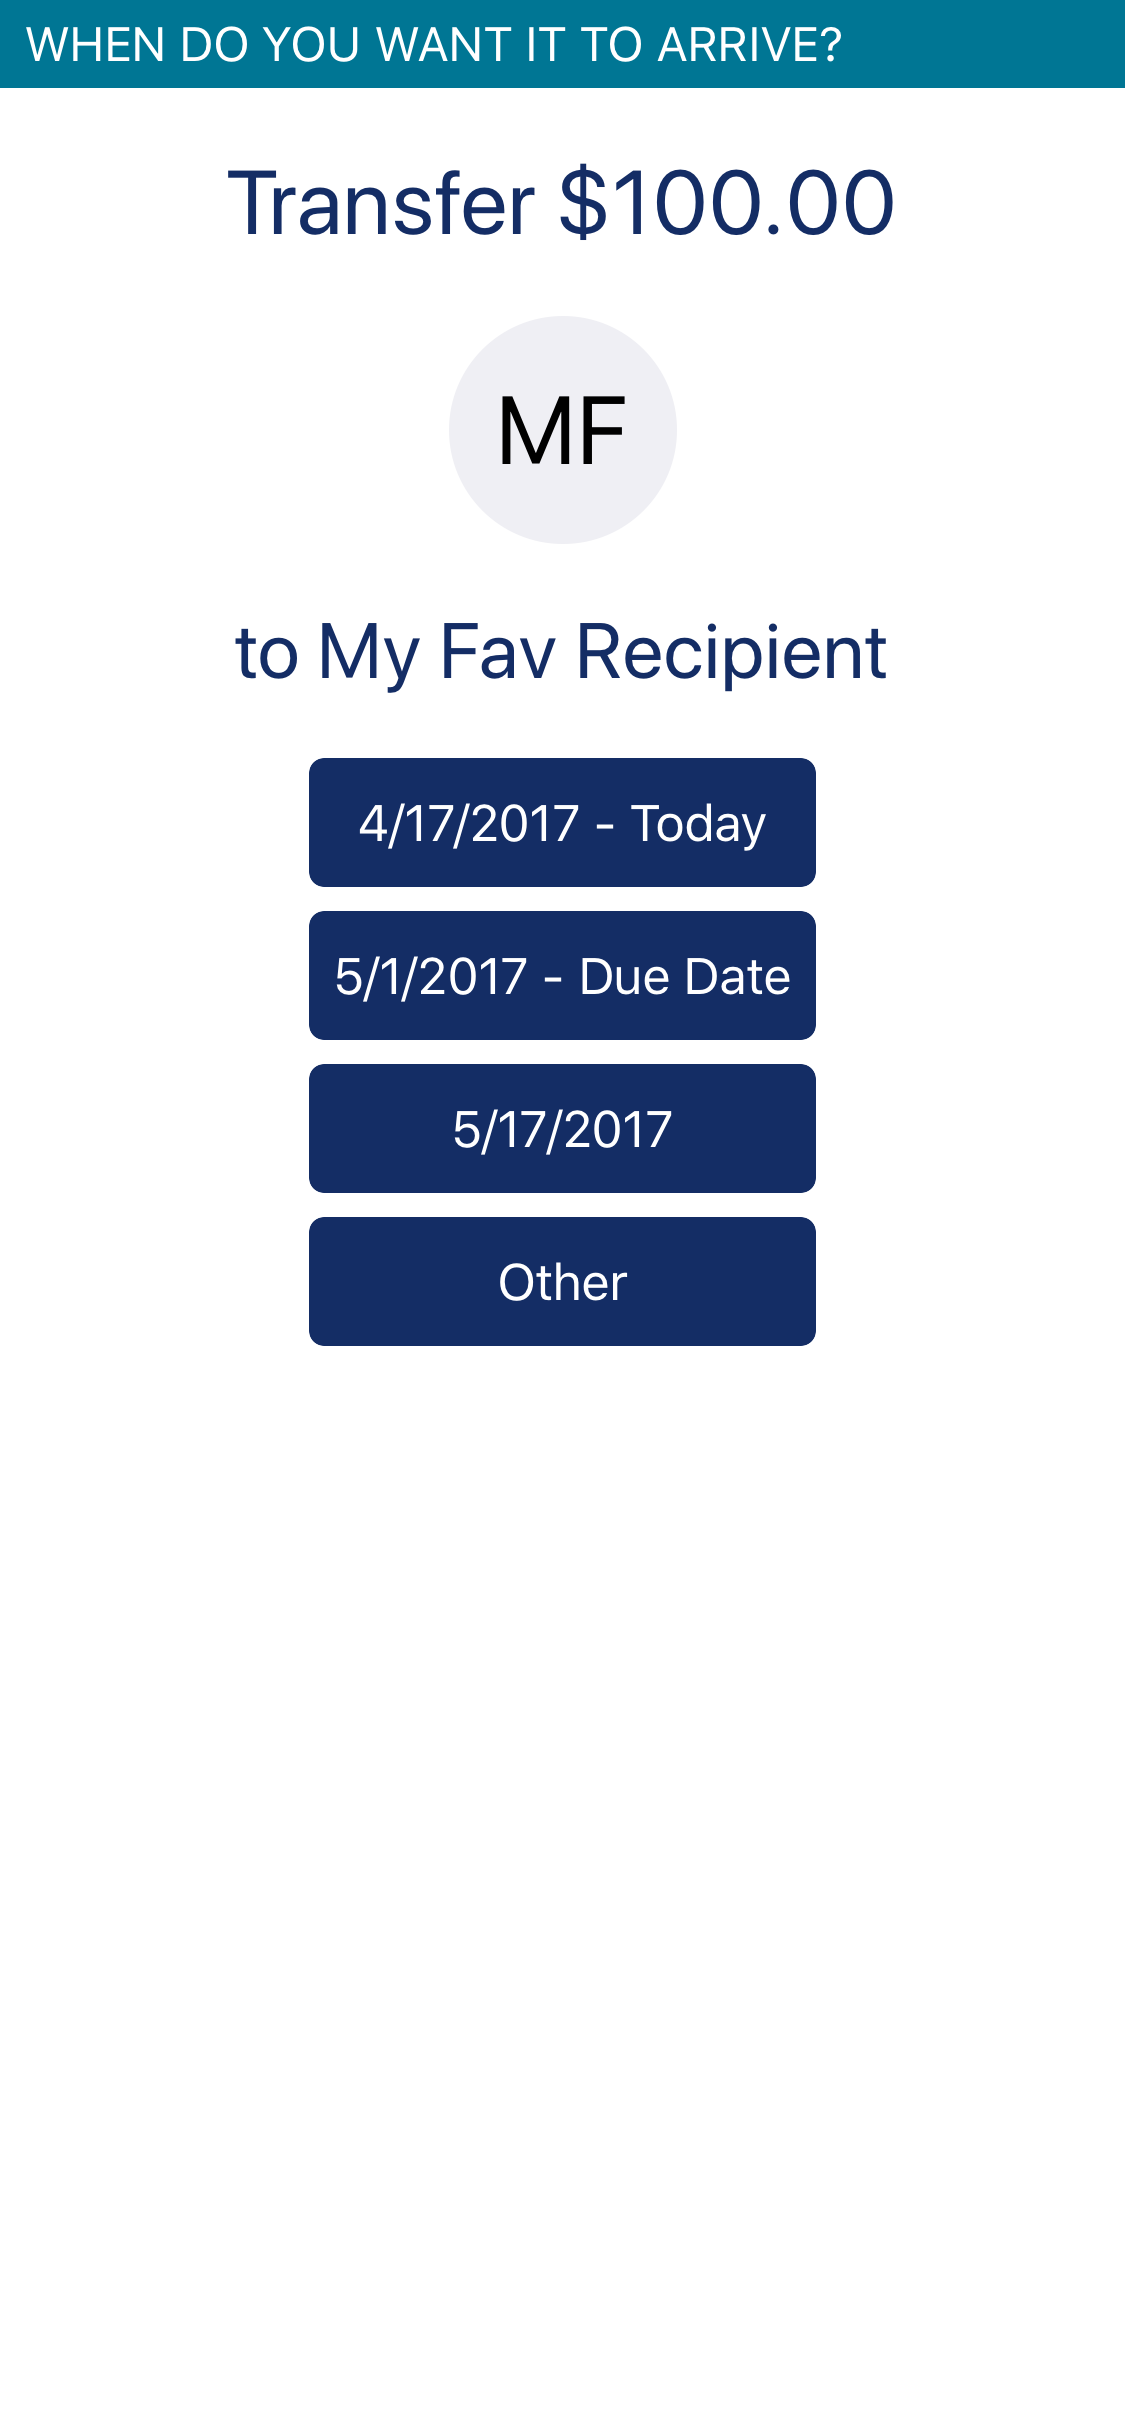 WHEN DO YOU WANT IT TO ARRIVE?
Transfer $100.00
MF
to My Fav Recipient
4/17/2017 - Today
5/1/2017 - Due Date
5/17/2017
Other